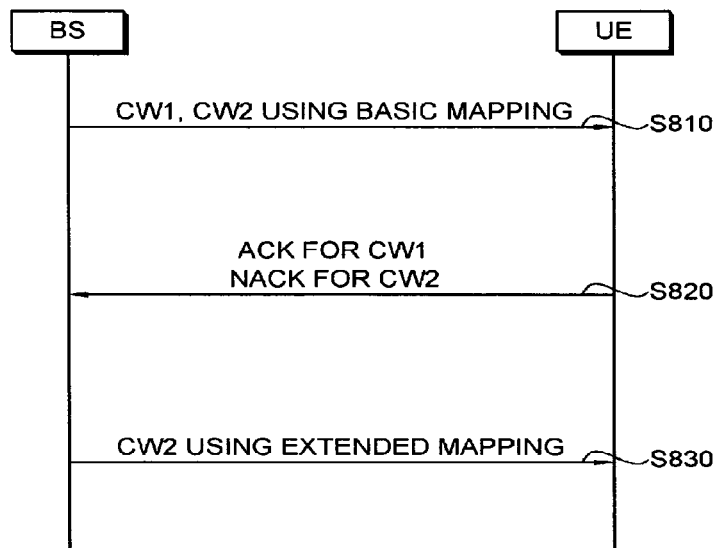 BS
UE
CW1, CW2 USING BASIC MAPPING
S810
ACK FOR CW1
NACK FOR CW2
S820
CW2 USING EXTENDED MAPPING
S830